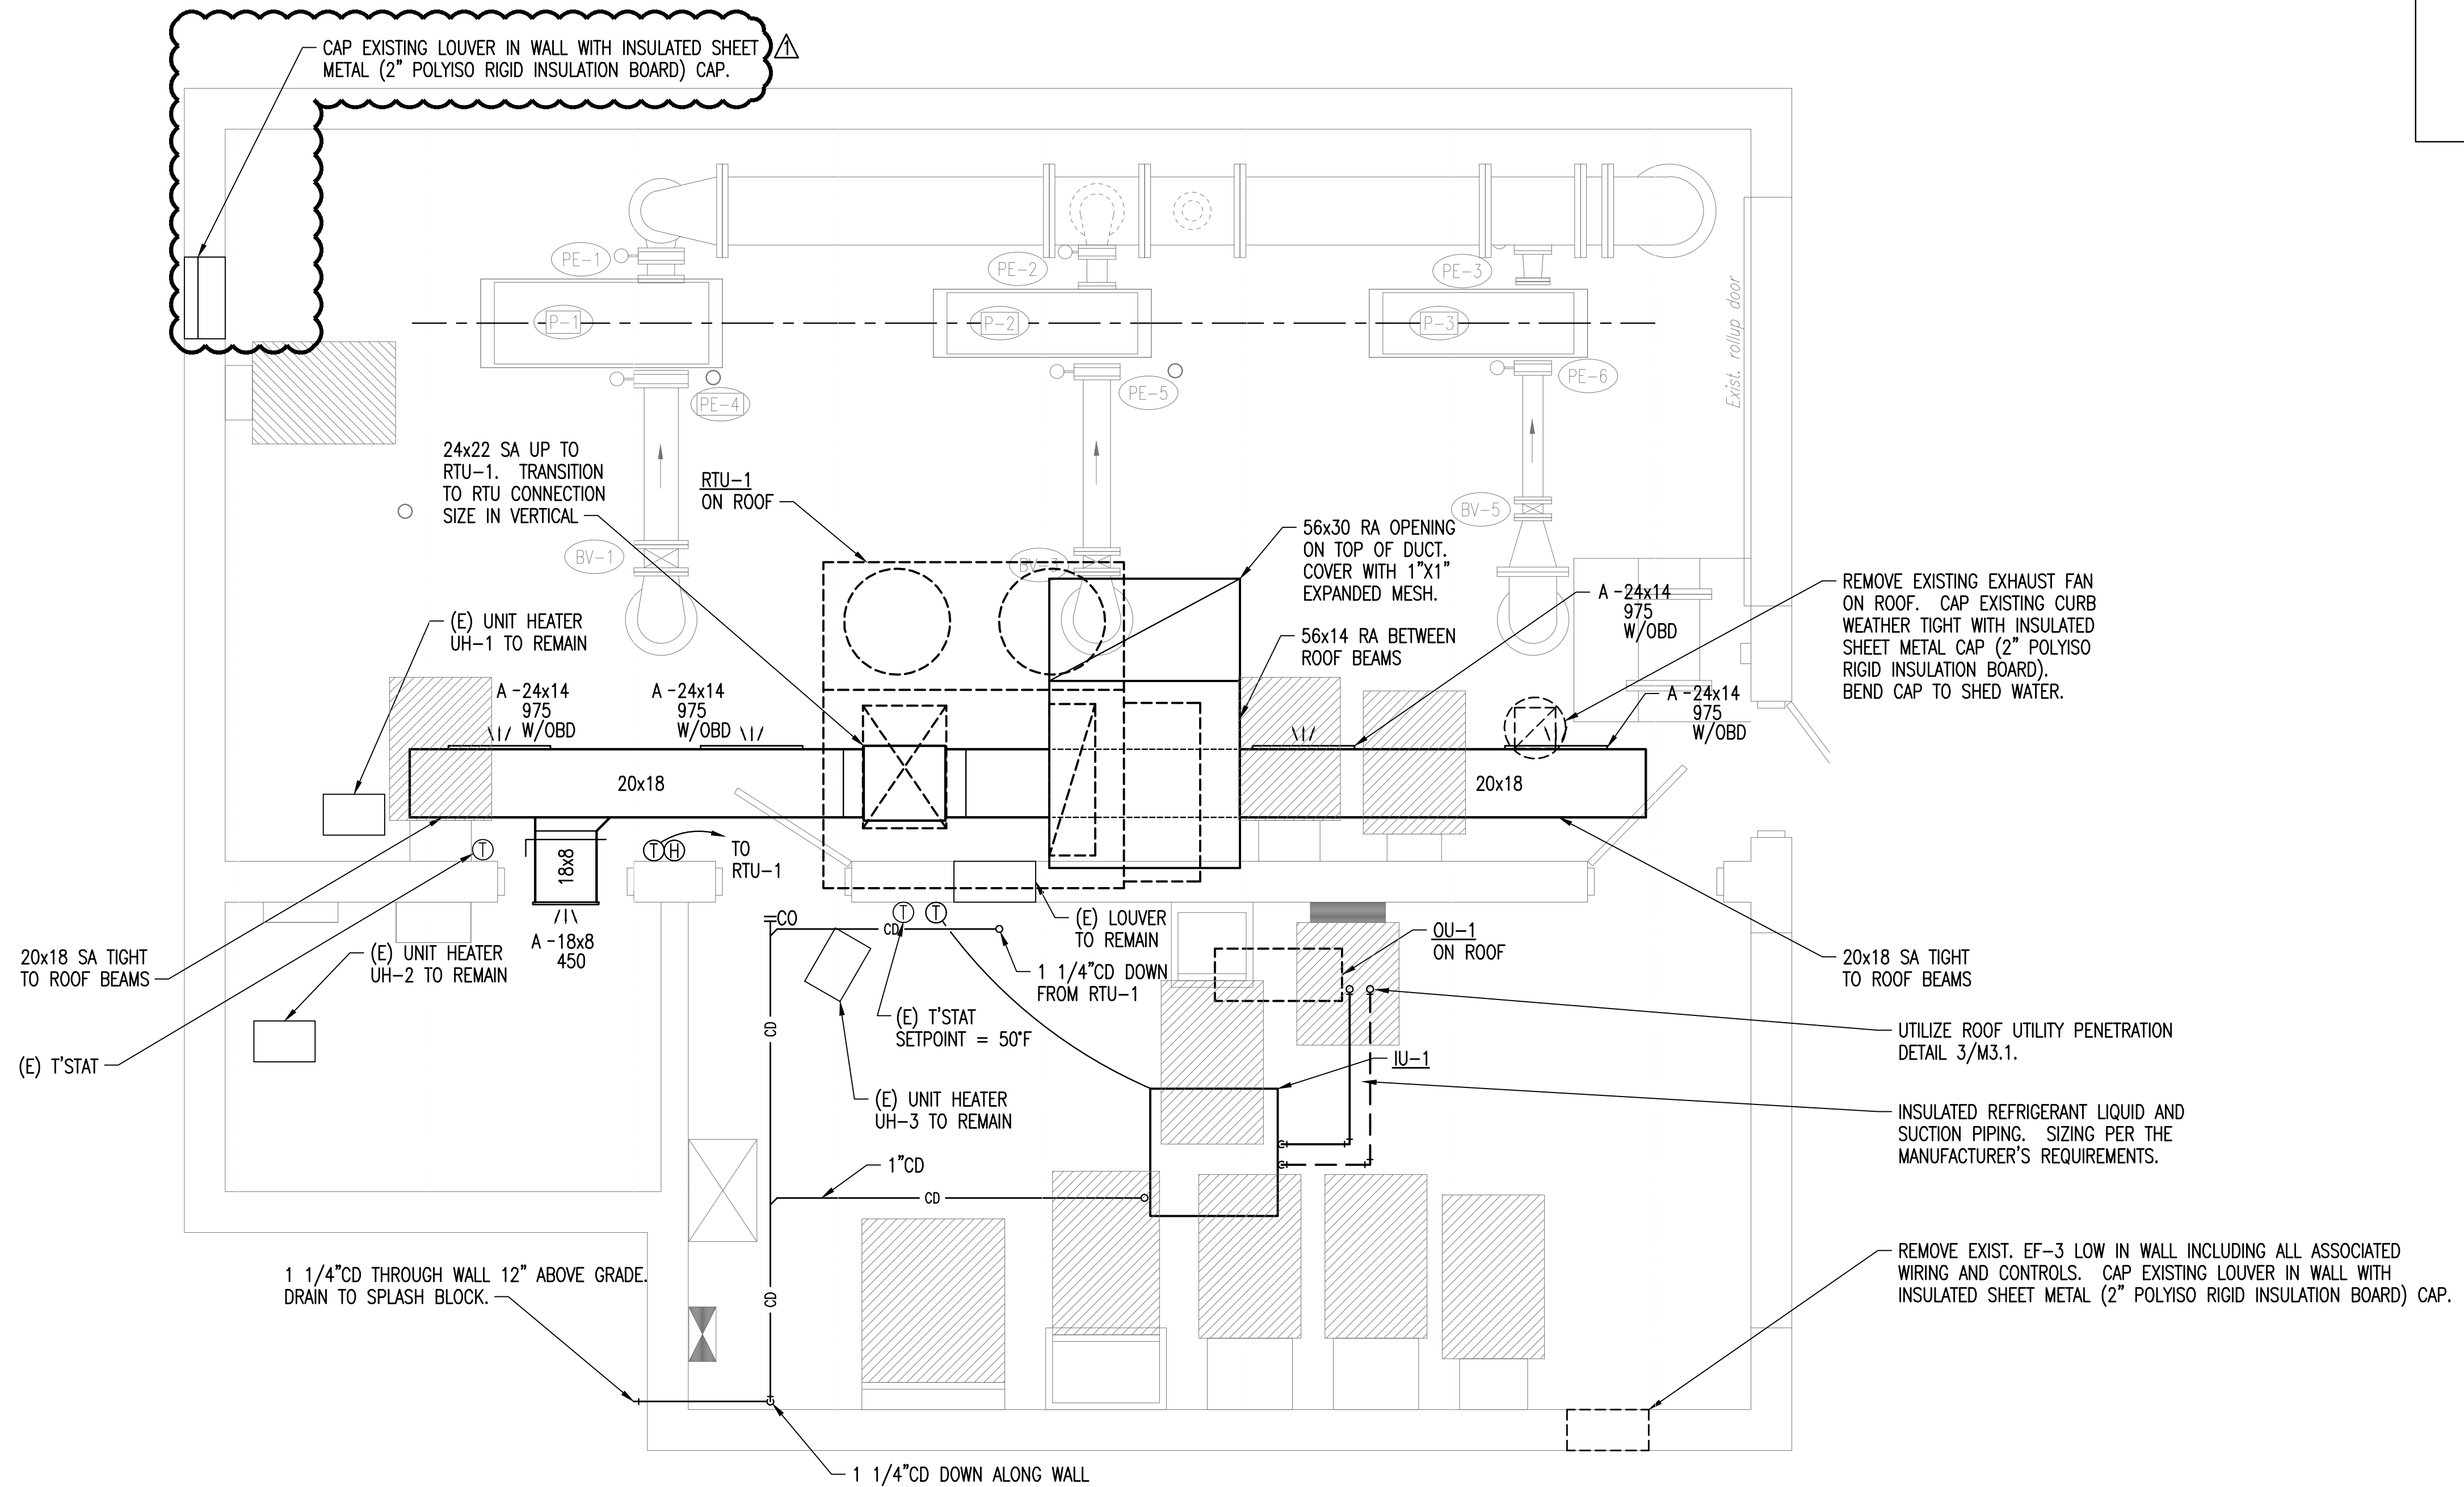 CAP EXISTING LOUVER IN WALL WITH INSULATED SHEET
METAL (2" POLYISO RIGID INSULATION BOARD) CAP.
1
PE-1
PE-2
PE-3
P-1
P-2
P-3
Exist. rollup door
PE-4
PE-5
PE-6
24x22 SA UP TO
RTU-1. TRANSITION
TO RTU CONNECTION
SIZE IN VERTICAL
RTU-1
ON ROOF
BV-1
BV-3
BV-5
56x30 RA OPENING
ON TOP OF DUCT.
COVER WITH 1"X1"
EXPANDED MESH.
56x14 RA BETWEEN
ROOF BEAMS
A-24x14
975
W/OBD
REMOVE EXISTING EXHAUST FAN
ON ROOF. CAP EXISTING CURB
WEATHER TIGHT WITH INSULATED
SHEET METAL CAP (2" POLYISO
RIGID INSULATION BOARD).
BEND CAP TO SHED WATER.
(E) UNIT HEATER
UH-1 TO REMAIN
A-24x14
975
W/OBD
A-24x14
975
W/OBD
A-24x14
975
W/OBD
20x18
20x18
T
T H
TO
RTU-1
18x8
A-18x8
450
20x18 SA TIGHT
TO ROOF BEAMS
(E) UNIT HEATER
UH-2 TO REMAIN
(E) T'STAT
CO
CD
T
T
(E) LOUVER
TO REMAIN
1 1/4"CD DOWN
FROM RTU-1
(E) T'STAT
SETPOINT = 50°F
CD
OU-1
ON ROOF
20x18 SA TIGHT
TO ROOF BEAMS
UTILIZE ROOF UTILITY PENETRATION
DETAIL 3/M3.1.
IU-1
(E) UNIT HEATER
UH-3 TO REMAIN
INSULATED REFRIGERANT LIQUID AND
SUCTION PIPING. SIZING PER THE
MANUFACTURER'S REQUIREMENTS.
1"CD
CD
1 1/4"CD THROUGH WALL 12" ABOVE GRADE.
DRAIN TO SPLASH BLOCK.
CD
REMOVE EXIST. EF-3 LOW IN WALL INCLUDING ALL ASSOCIATED
WIRING AND CONTROLS. CAP EXISTING LOUVER IN WALL WITH
INSULATED SHEET METAL (2" POLYISO RIGID INSULATION BOARD) CAP.
1 1/4"CD DOWN ALONG WALL